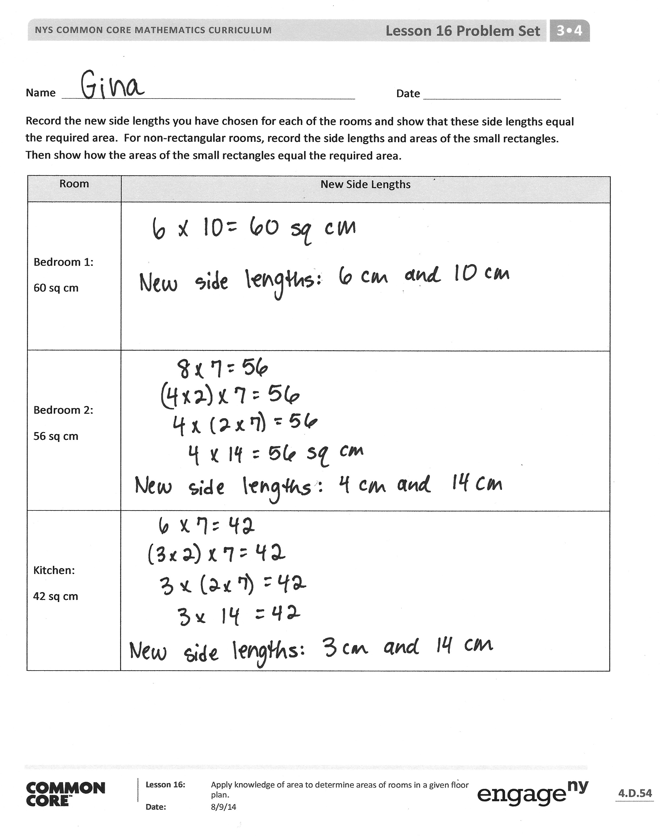 NYS COMMON CORE MATHEMATICS CURRICULUM
Lesson 16 Problem Set 3•4
Name Gina
Date
Record the new side lengths you have chosen for each of the rooms and show that these side lengths equal
the required area. For non-rectangular rooms, record the side lengths and areas of the small rectangles.
Then show how the areas of the small rectangles equal the required area.
Room
New Side Lengths
Bedroom 1:
60 sq cm
6 x 10 = 60 sq cm
New side lengths: 6 cm and 10 cm
Bedroom 2:
56 sq cm
8 x 7 = 56
(4 x 2) x 7 = 56
4 x (2 x 7) = 56
4 x 14 = 56 sq cm
New side lengths: 4 cm and 14 cm
Kitchen:
42 sq cm
6 x 7 = 42
(3 x 2) x 7 = 42
3 x (2 x 7) = 42
3 x 14 = 42
New side lengths: 3 cm and 14 cm
COMMON
CORE™
Lesson 16:
Apply knowledge of area to determine areas of rooms in a given floor
plan.
Date:
8/9/14
engageny
4.D.54